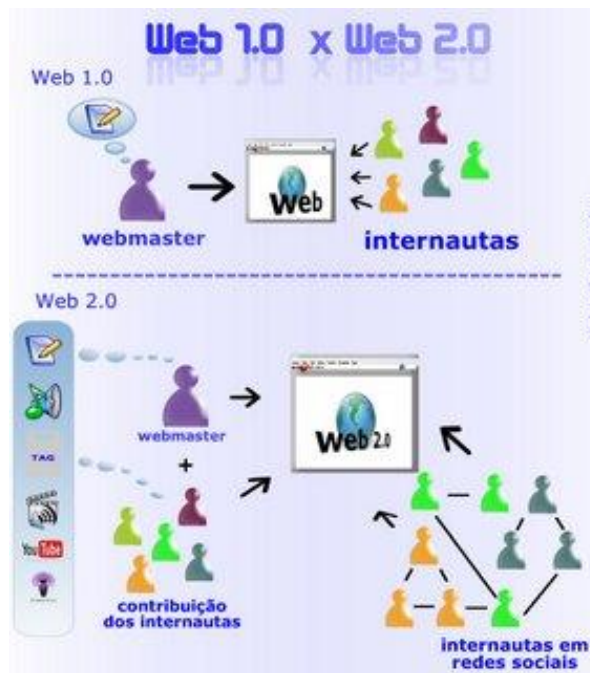 Web 1.0 x Web 2.0
Web 1.0
Web
webmaster
internautas
Web 2.0
TAG
YouTube
webmaster
+
Web 2.0
contribuição
dos internautas
internautas em
redes sociais